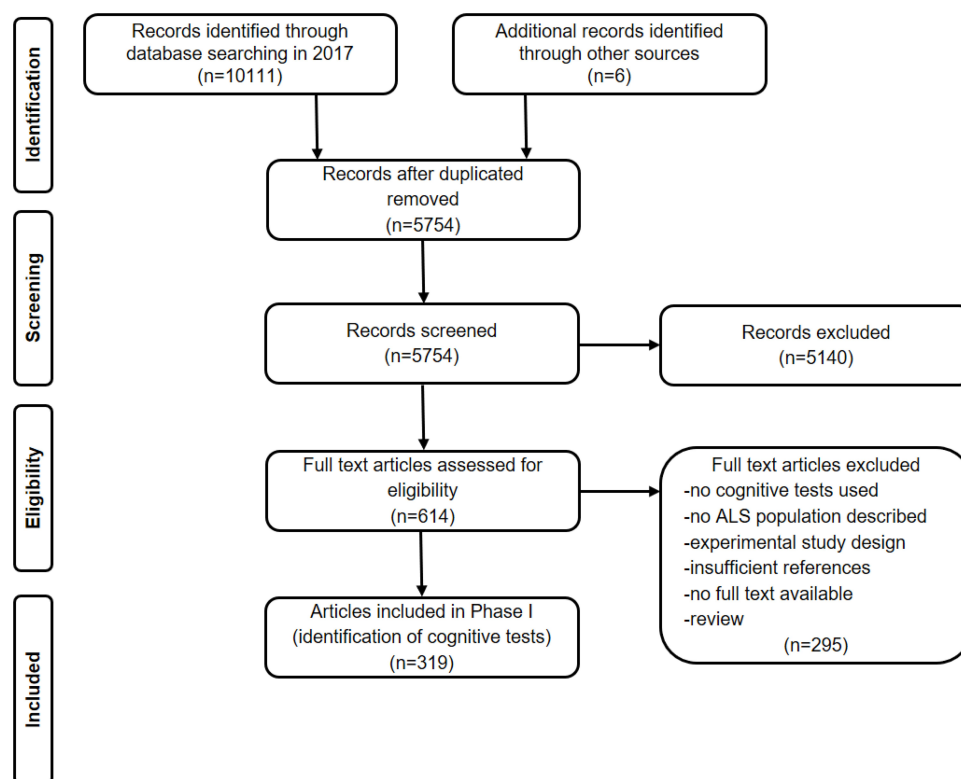 Identification
Records identified through
database searching in 2017
(n=10111)
Additional records identified
through other sources
(n=6)
Records after duplicated
removed
(n=5754)
Screening
Records screened
(n=5754)
Records excluded
(n=5140)
Eligibility
Full text articles assessed for
eligibility
(n=614)
Full text articles excluded
-no cognitive tests used
-no ALS population described
-experimental study design
-insufficient references
-no full text available
-review
(n=295)
Included
Articles included in Phase I
(identification of cognitive tests)
(n=319)